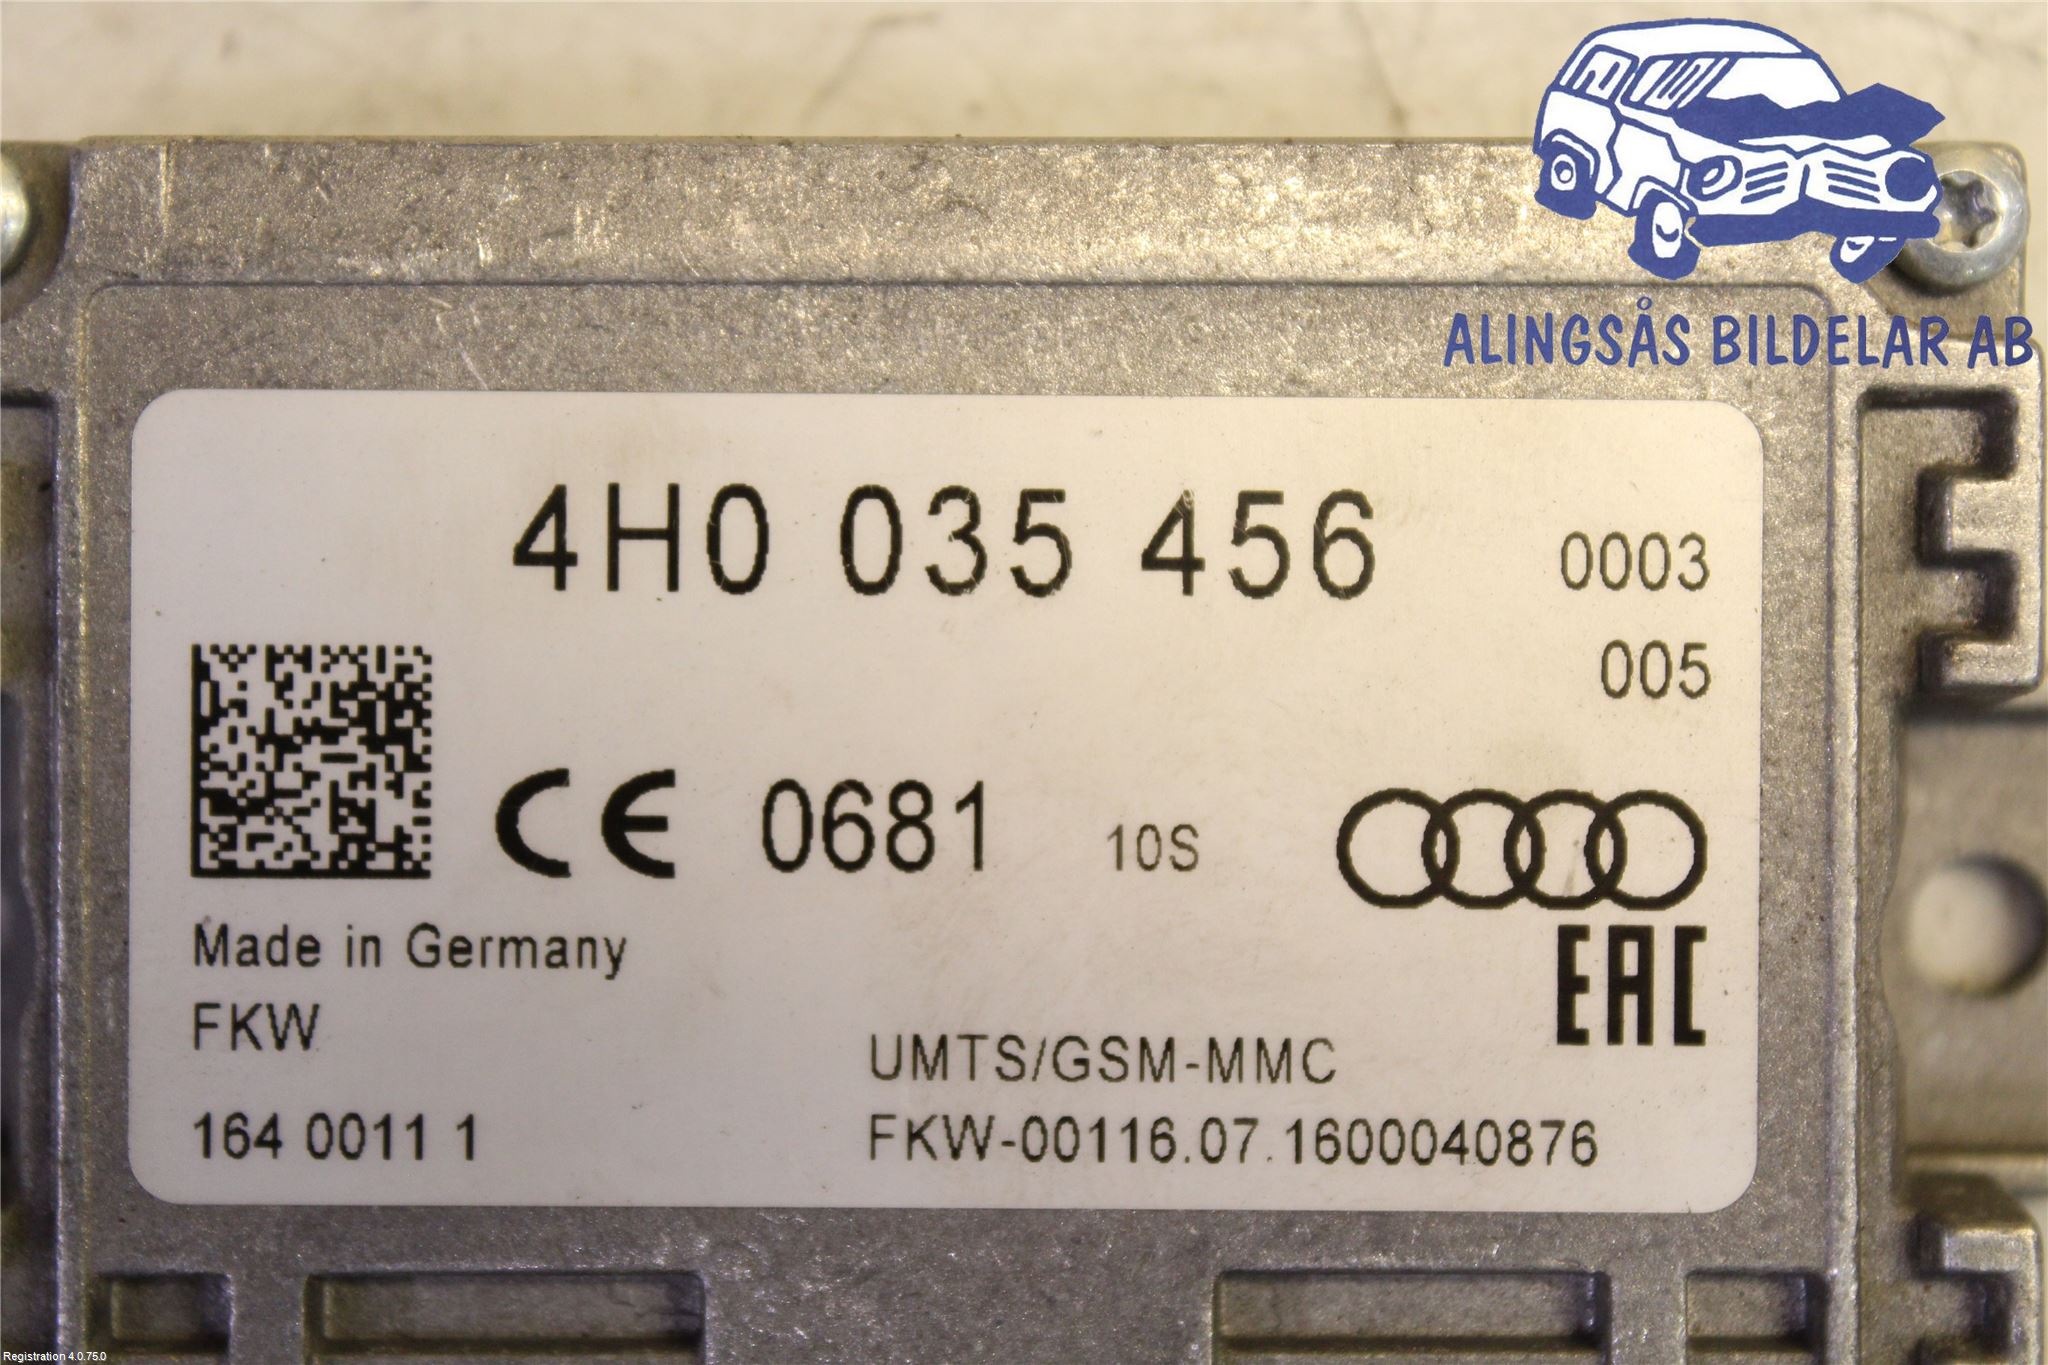 ALINGSÅS BILDELAR AB
4H0 035 456 0003
005
CE 0681 10S
Made in Germany
EAC
FKW
UMTS/GSM-MMC
164 0011 1
FKW-00116.07.1600040876
Registration 4.0.75.0